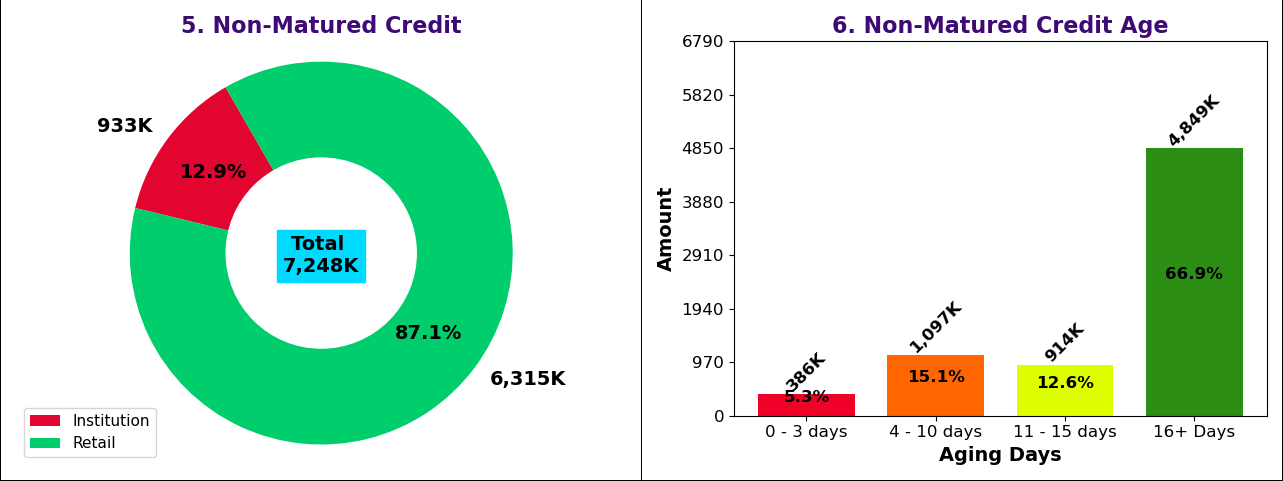 5. Non-Matured Credit
933K
12.9%
Total
7,248K
87.1%
6,315K
Institution
Retail
6. Non-Matured Credit Age
6790
5820
4850
3880
2910
1940
970
0
Amount
386K
5.3%
1,097K
15.1%
914K
12.6%
4,849K
66.9%
0 - 3 days
4 - 10 days
11 - 15 days
16+ Days
Aging Days